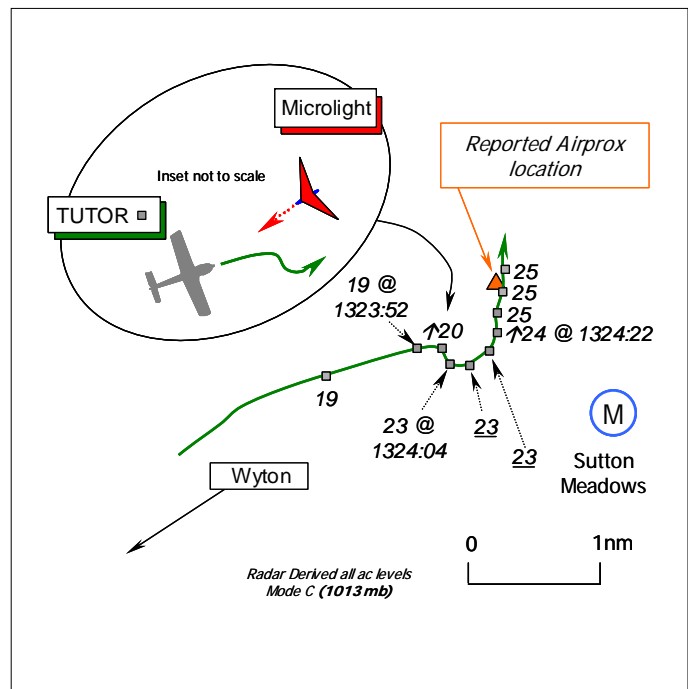 Microlight
Reported Airprox
location
Inset not to scale
TUTOR
19 @
1323:52
↑20
25
25
25
↑24 @ 1324:22
19
23 @
1324:04
23
23
M
Sutton
Meadows
Wyton
0
1nm
Radar Derived all ac levels
Mode C (1013 mb)